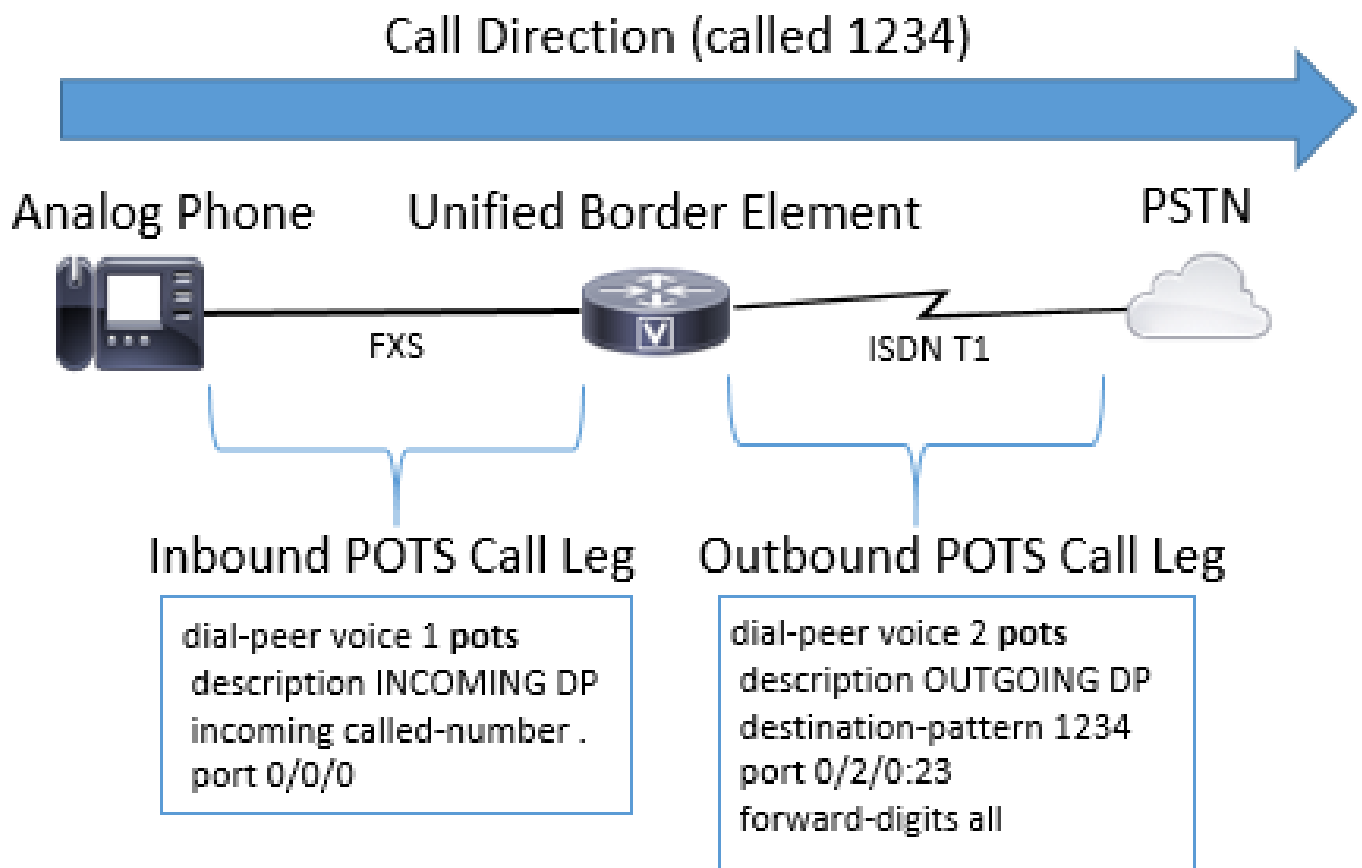 Call Direction (called 1234)
Analog Phone
Unified Border Element
PSTN
FXS
V
ISDN T1
Inbound POTS Call Leg
dial-peer voice 1 pots
description INCOMING DP
incoming called-number .
port 0/0/0
Outbound POTS Call Leg
dial-peer voice 2 pots
description OUTGOING DP
destination-pattern 1234
port 0/2/0:23
forward-digits all